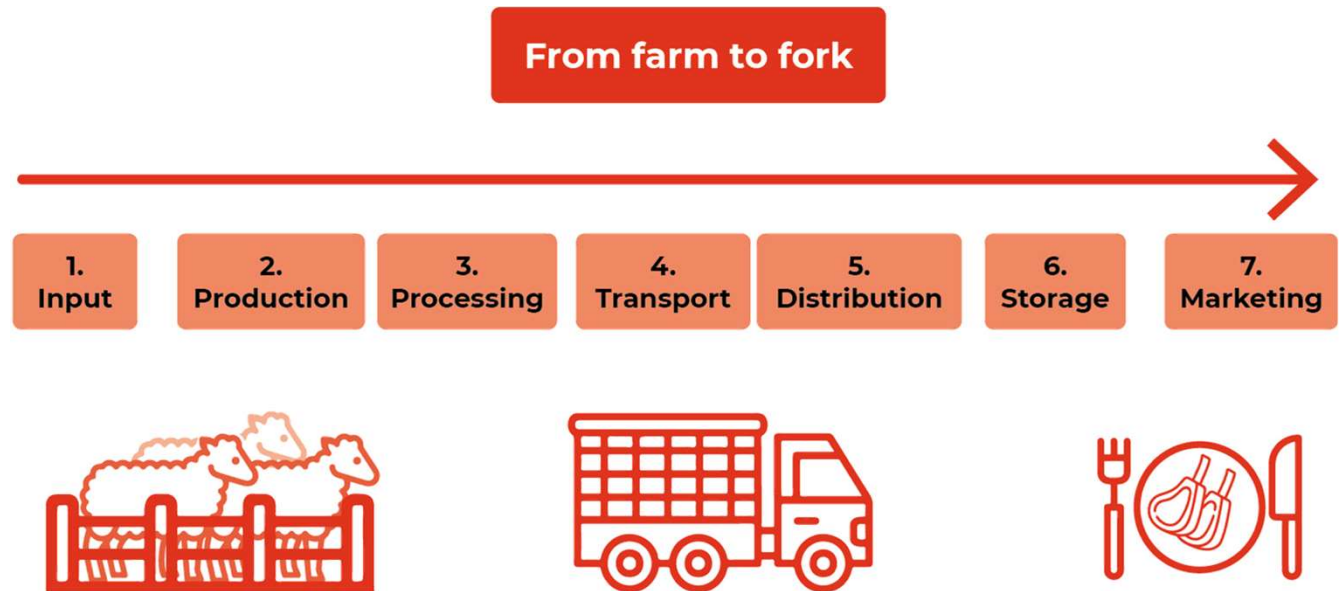 From farm to fork
1.
Input
2.
Production
3.
Processing
4.
Transport
5.
Distribution
6.
Storage
7.
Marketing